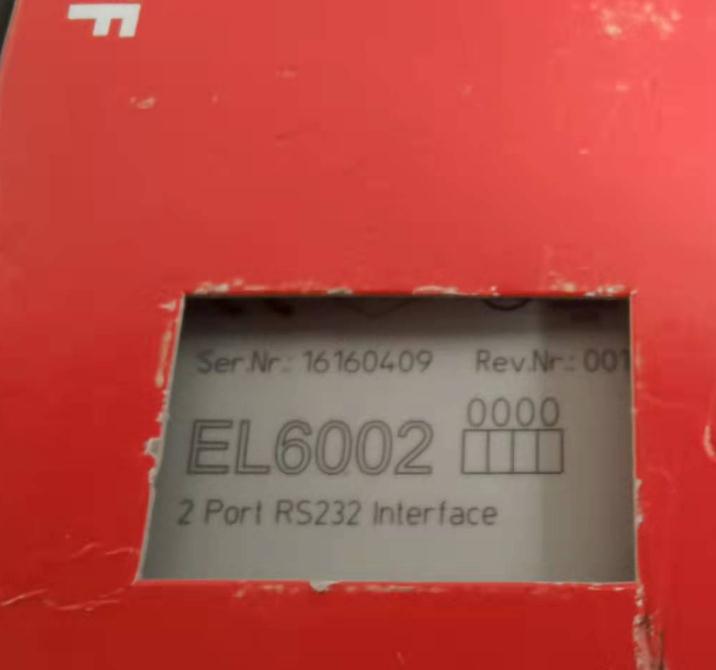 F
Ser.Nr.: 16160409 Rev.Nr.: 001
0000
EL6002
2 Port RS232 Interface